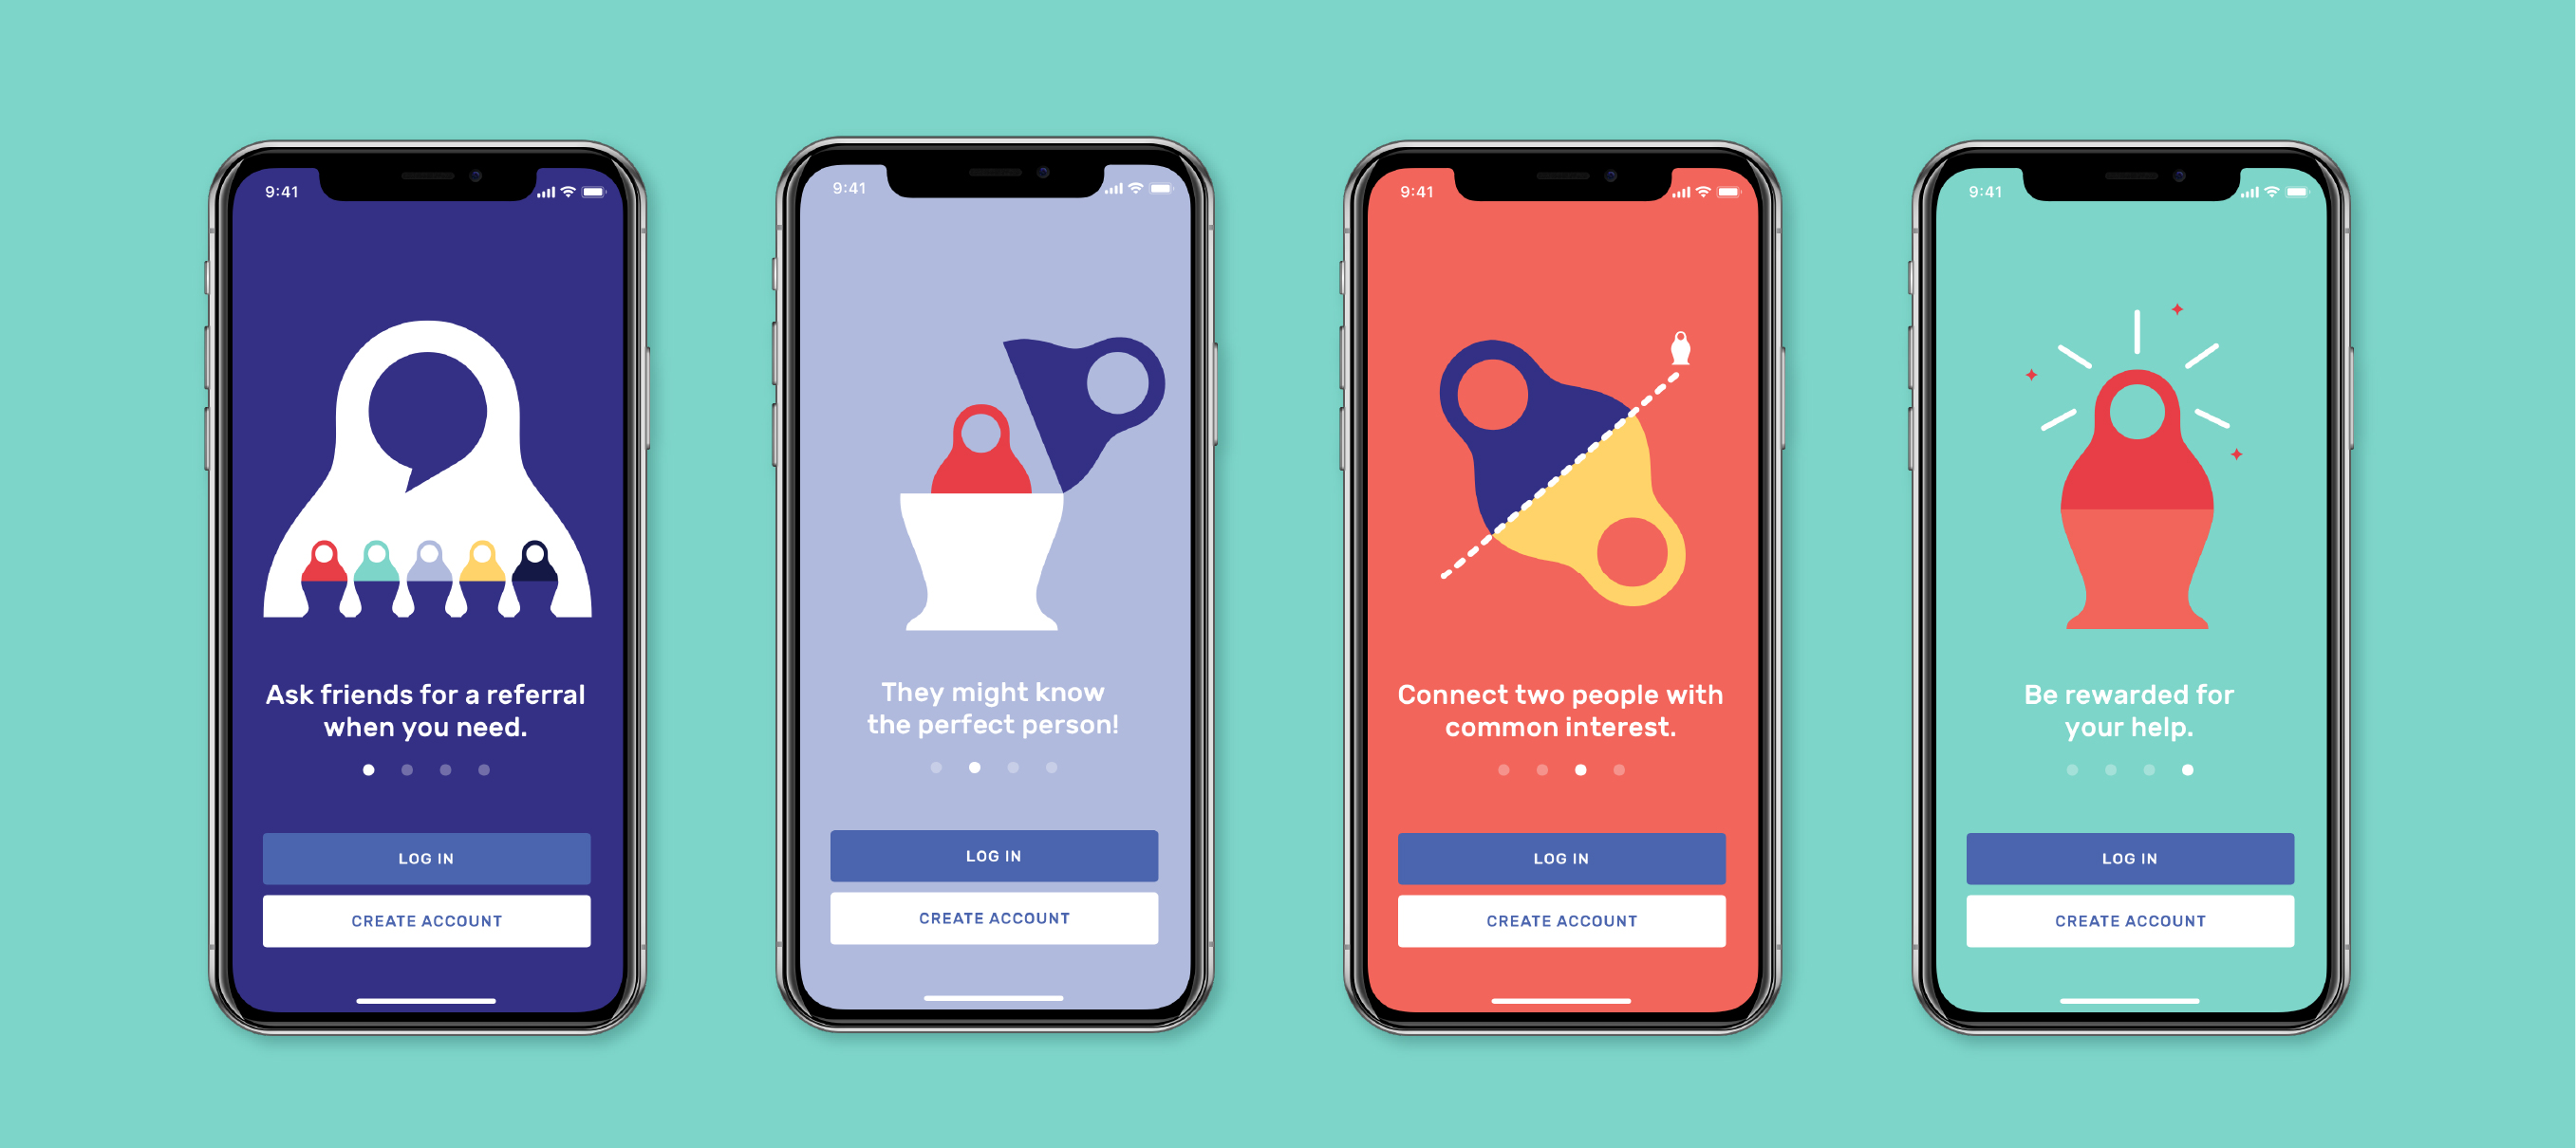 9:41
Ask friends for a referral
when you need.
LOG IN
CREATE ACCOUNT
9:41
They might know
the perfect person!
LOG IN
CREATE ACCOUNT
9:41
Connect two people with
common interest.
LOG IN
CREATE ACCOUNT
9:41
Be rewarded for
your help.
LOG IN
CREATE ACCOUNT